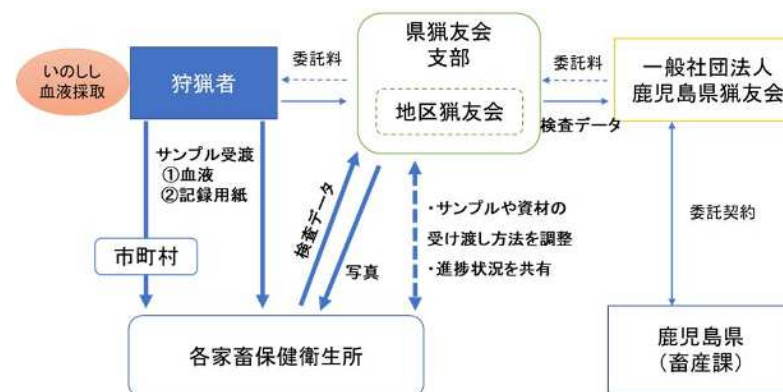 いのしし
血液採取
狩猟者
委託料
県猟友会
支部
地区猟友会
委託料
検査データ
一般社団法人
鹿児島県猟友会
サンプル受渡
①血液
②記録用紙
市町村
検査データ
写真
・サンプルや資材の
受け渡し方法を調整
・進捗状況を共有
委託契約
各家畜保健衛生所
鹿児島県
（畜産課）